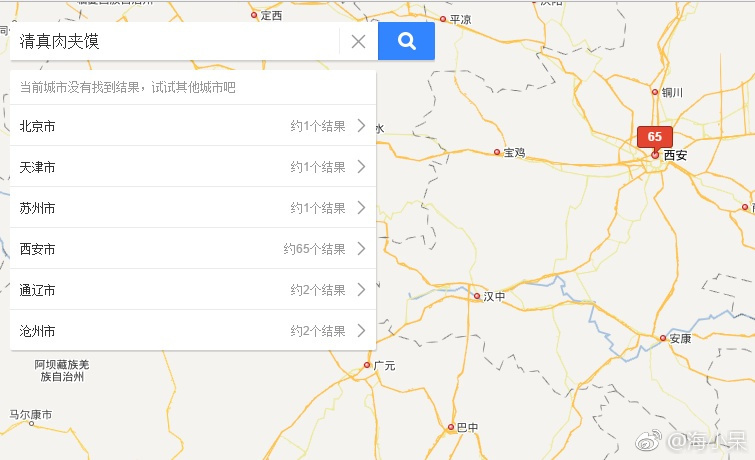 定西
平凉
清真肉夹馍
当前城市没有找到结果，试试其他城市吧
铜川
北京市 约1个结果
水
65
宝鸡
西安
天津市 约1个结果
苏州市 约1个结果
西安市 约65个结果
通辽市 约2个结果
汉中
沧州市 约2个结果
安康
阿坝藏族羌
族自治州
广元
马尔康市
巴中
@海小呆